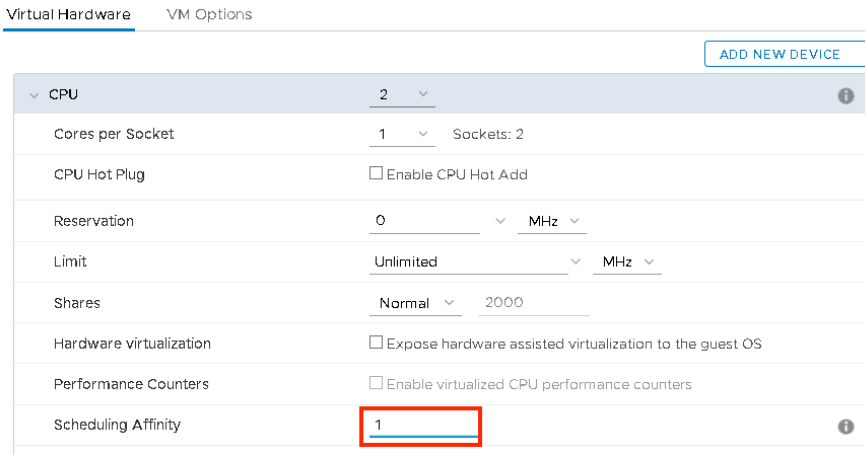 Virtual Hardware VM Options
ADD NEW DEVICE
CPU 2
Cores per Socket 1 Sockets: 2
CPU Hot Plug Enable CPU Hot Add
Reservation 0 MHz
Limit Unlimited MHz
Shares Normal 2000
Hardware virtualization Expose hardware assisted virtualization to the guest OS
Performance Counters Enable virtualized CPU performance counters
Scheduling Affinity 1